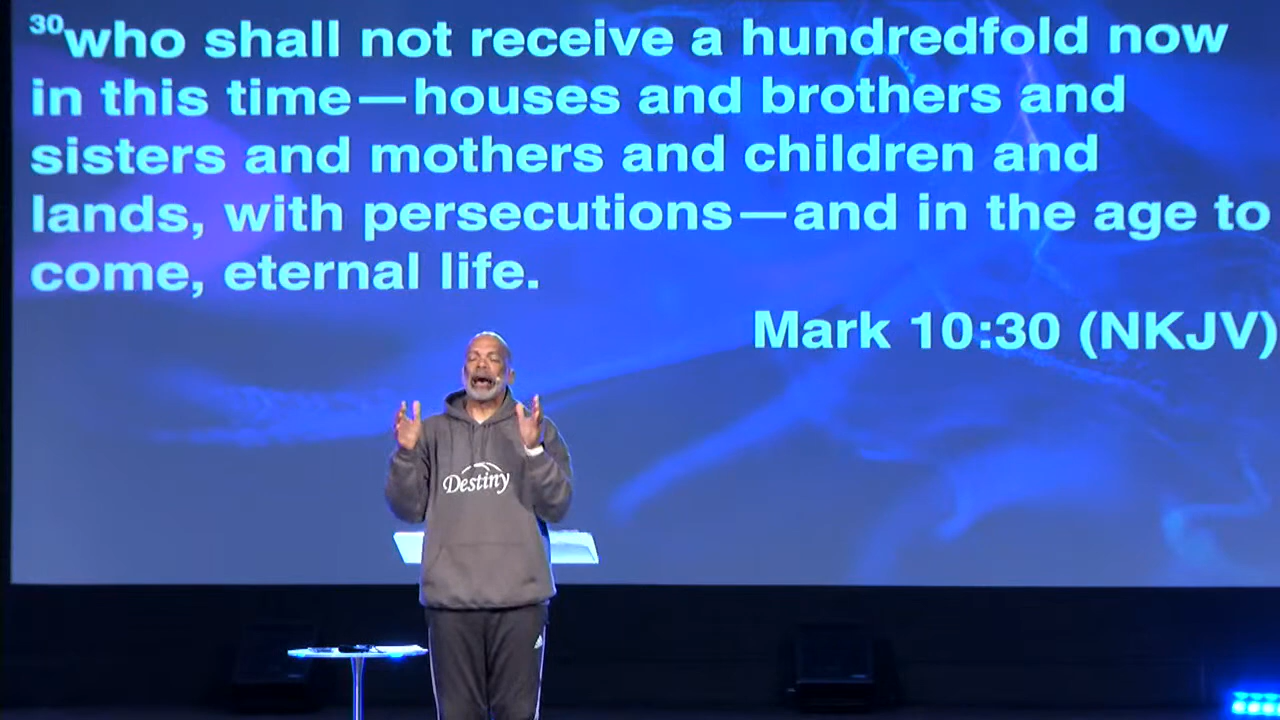 ³⁰who shall not receive a hundredfold now
in this time—houses and brothers and
sisters and mothers and children and
lands, with persecutions—and in the age to
come, eternal life.
Mark 10:30 (NKJV)
Destiny